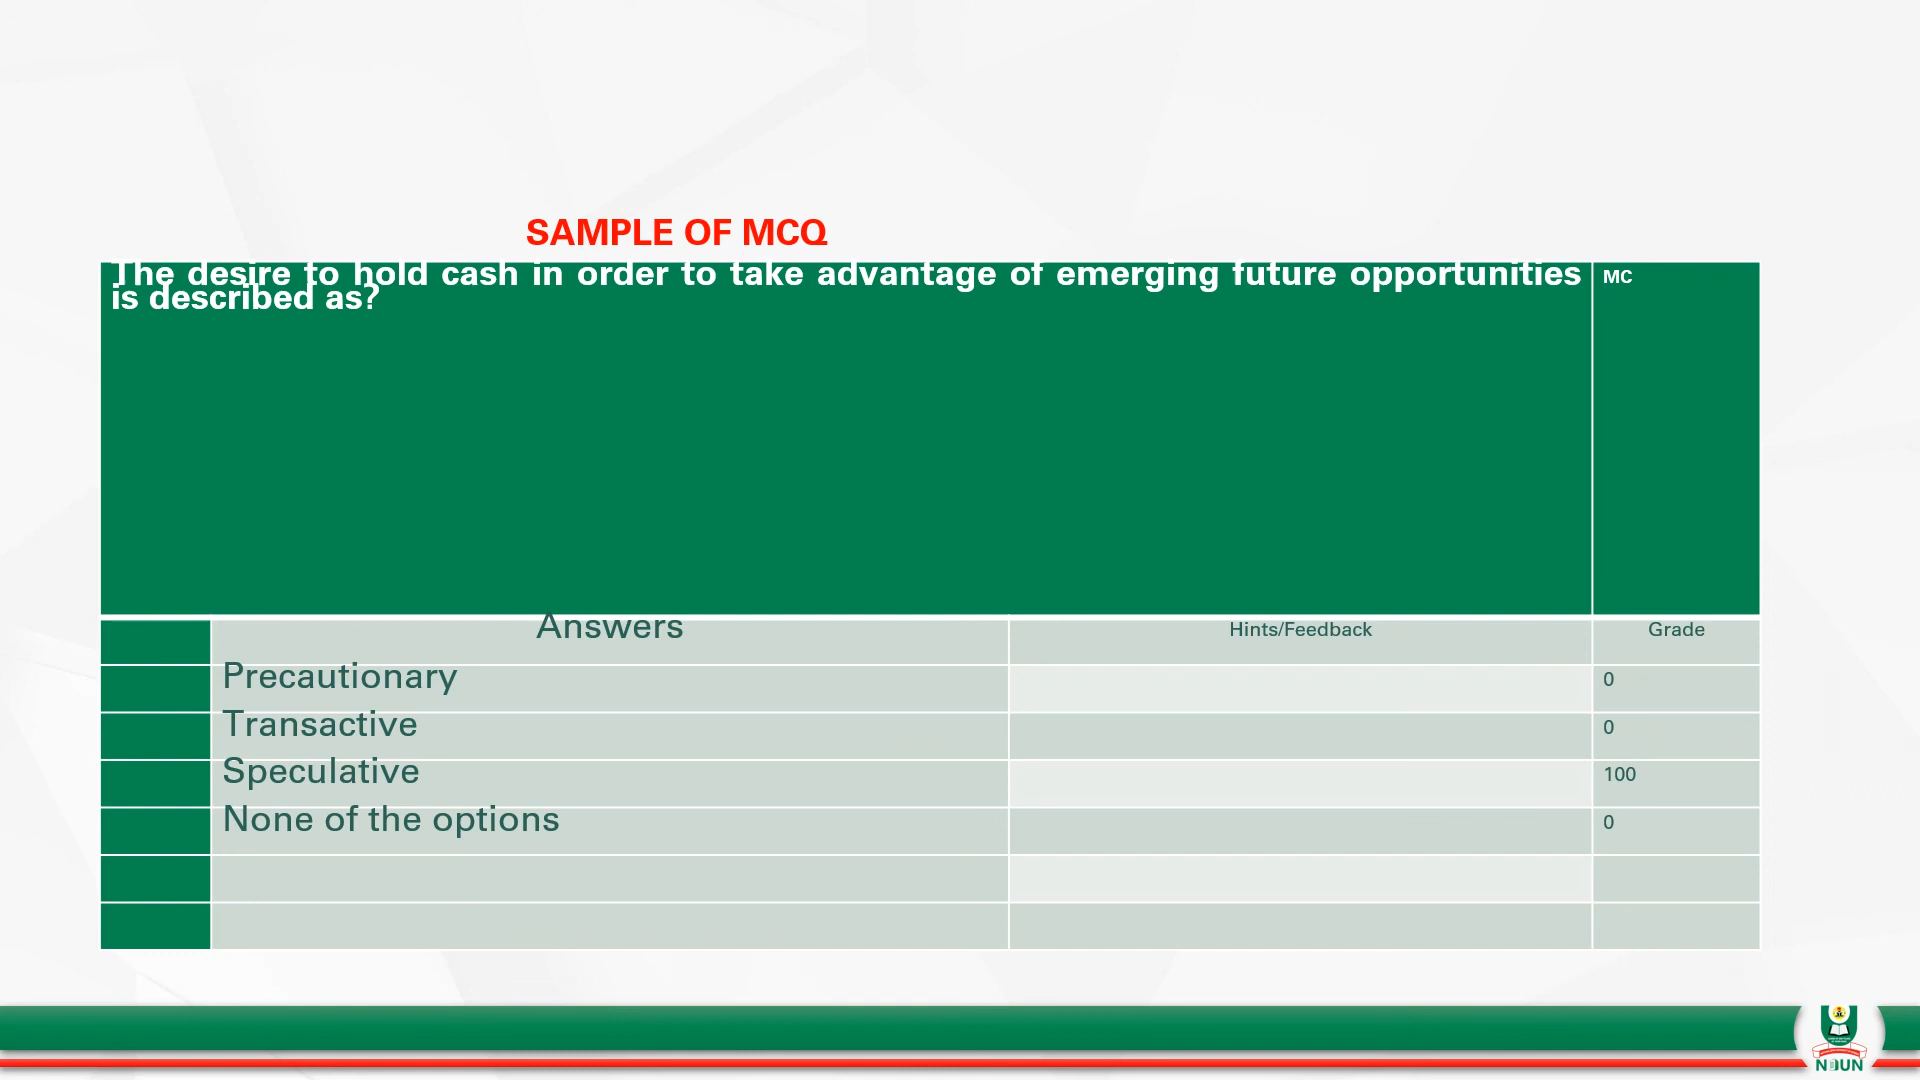 SAMPLE OF MCQ
The desire to hold cash in order to take advantage of emerging future opportunities
is described as?
MC
Answers
Hints/Feedback
Grade
Precautionary
0
Transactive
0
Speculative
100
None of the options
0
NOUN